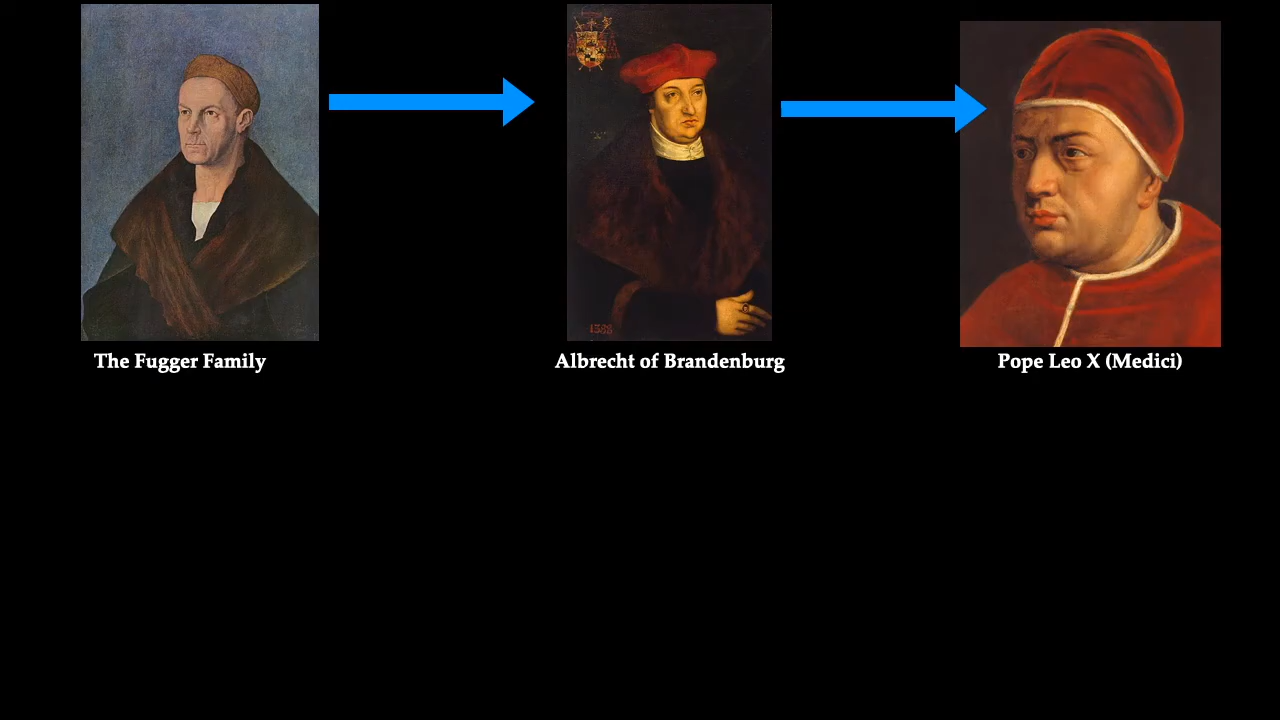 The Fugger Family
Albrecht of Brandenburg
Pope Leo X (Medici)